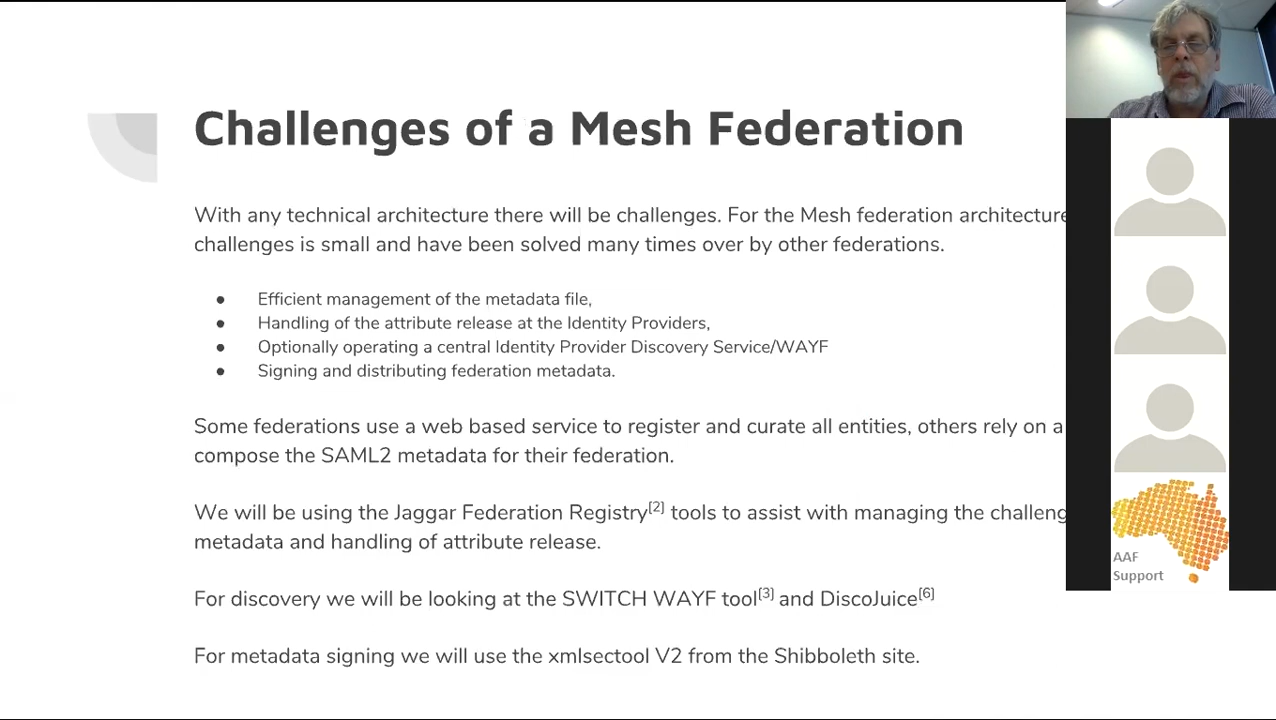 Challenges of a Mesh Federation
With any technical architecture there will be challenges. For the Mesh federation architecture
challenges is small and have been solved many times over by other federations.
● Efficient management of the metadata file,
● Handling of the attribute release at the Identity Providers,
● Optionally operating a central Identity Provider Discovery Service/WAYF
● Signing and distributing federation metadata.
Some federations use a web based service to register and curate all entities, others rely on a
compose the SAML2 metadata for their federation.
We will be using the Jaggar Federation Registry[2] tools to assist with managing the challeng
metadata and handling of attribute release.
For discovery we will be looking at the SWITCH WAYF tool[3] and DiscoJuice[6]
For metadata signing we will use the xmlsectool V2 from the Shibboleth site.
AAF
Support